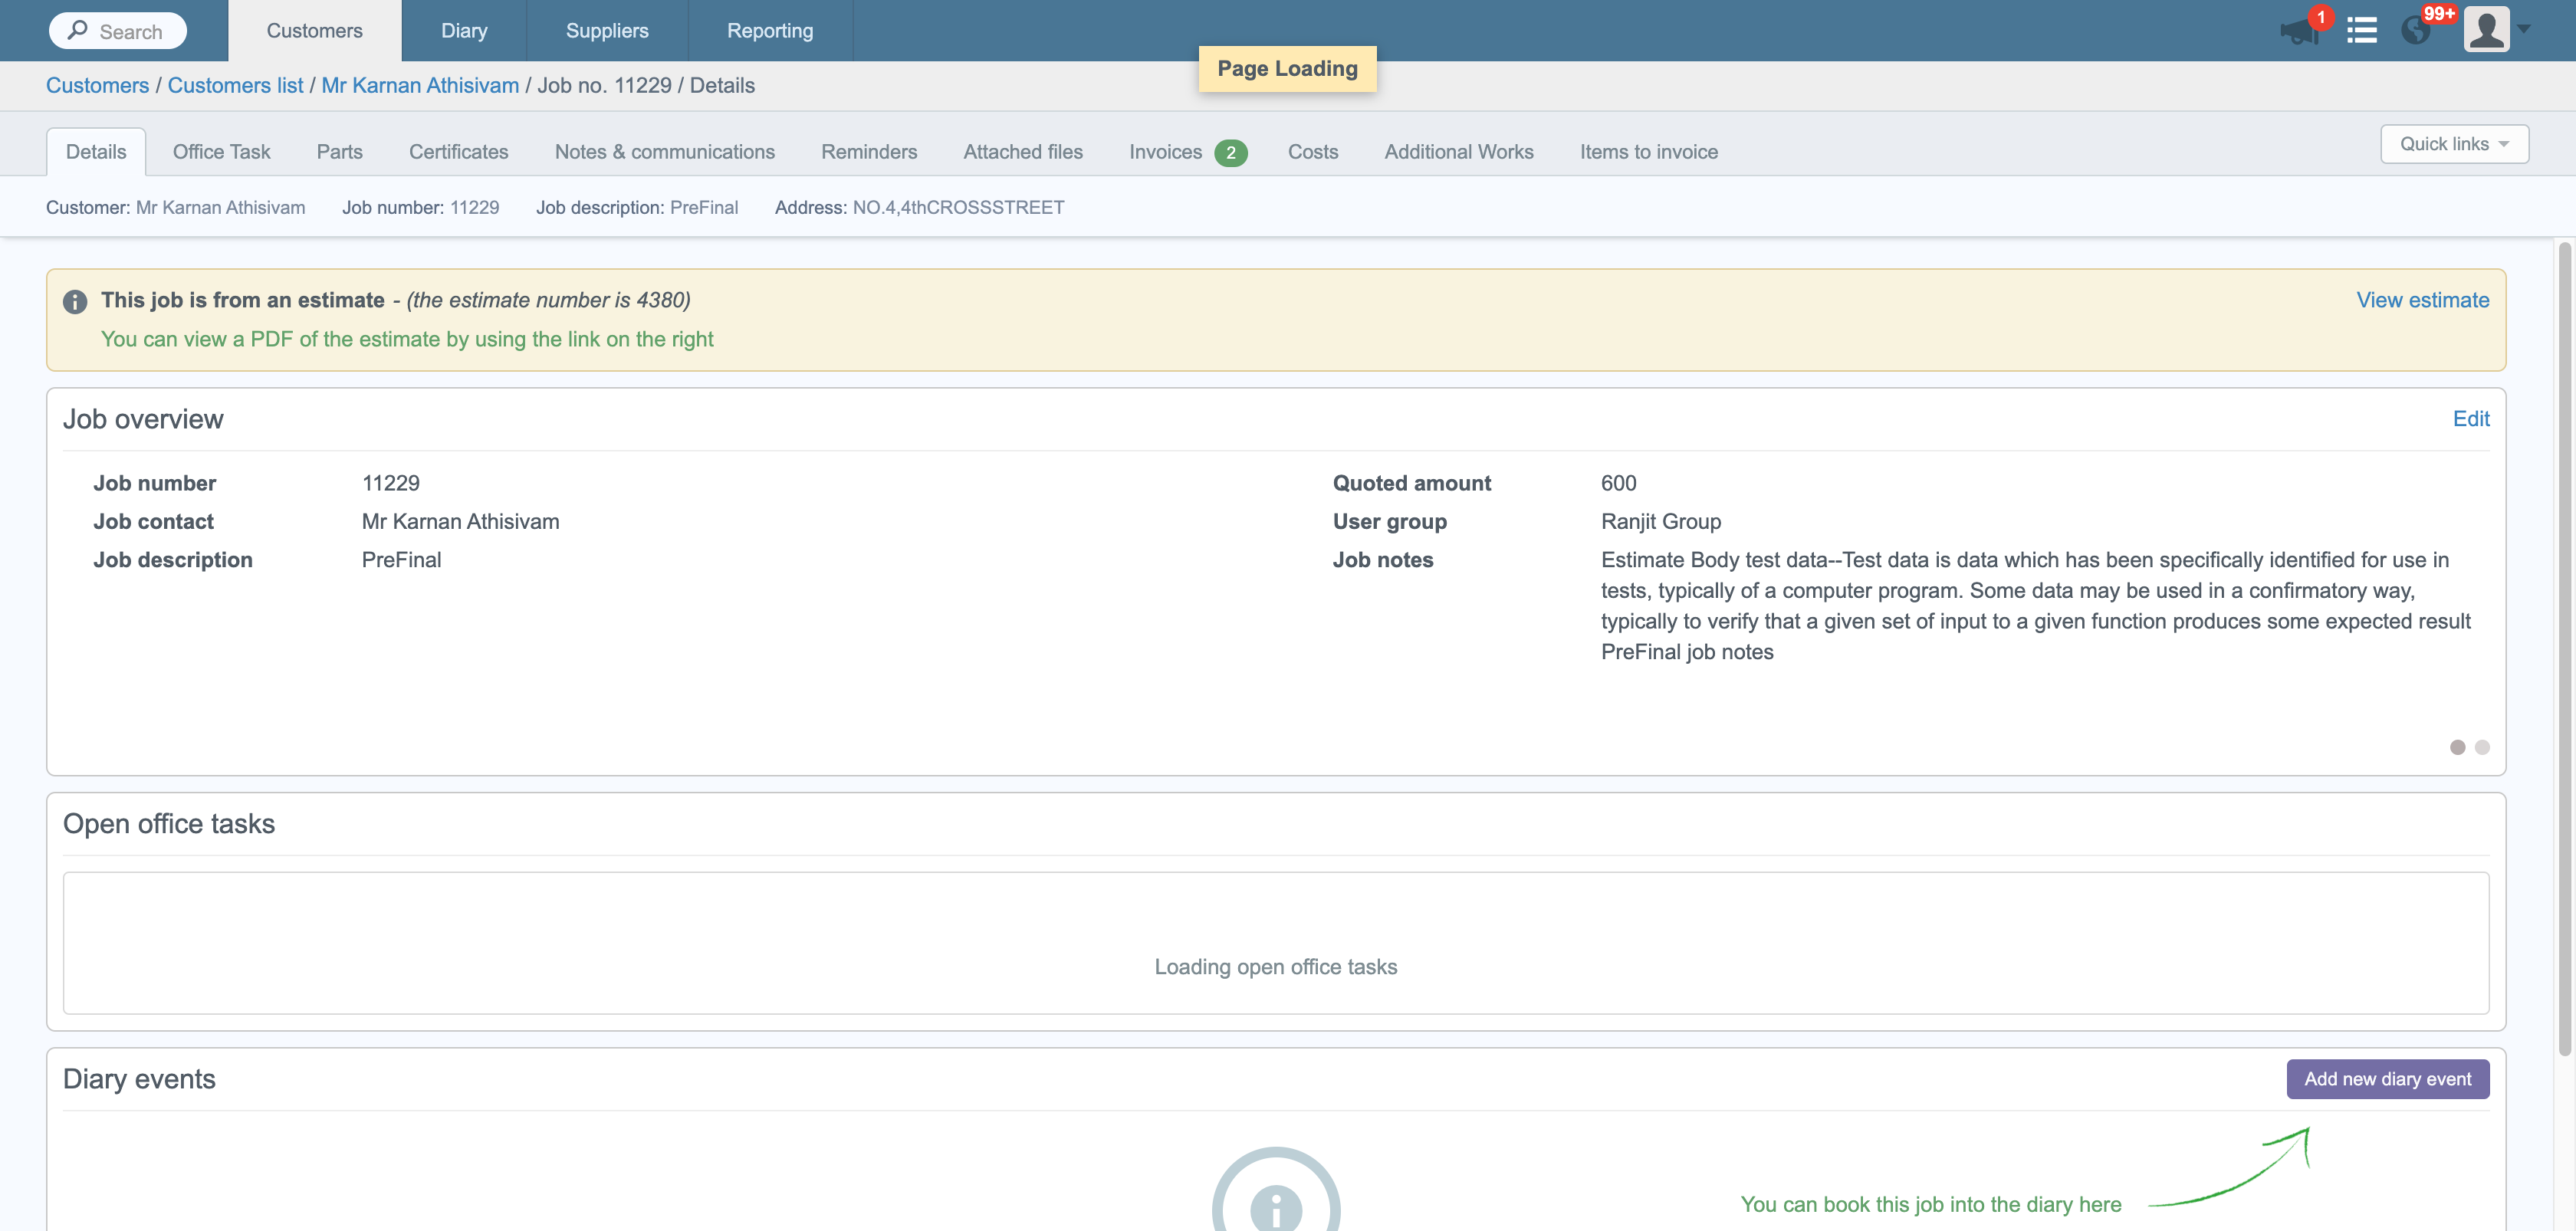 Search
Customers
Diary
Suppliers
Reporting
1
99+
Page Loading
Customers / Customers list / Mr Karnan Athisivam / Job no. 11229 / Details
Details
Office Task
Parts
Certificates
Notes & communications
Reminders
Attached files
Invoices 2
Costs
Additional Works
Items to invoice
Quick links
Customer: Mr Karnan Athisivam
Job number: 11229
Job description: PreFinal
Address: NO.4,4thCROSSSTREET
This job is from an estimate - (the estimate number is 4380)
View estimate
You can view a PDF of the estimate by using the link on the right
Job overview
Edit
Job number 11229
Job contact Mr Karnan Athisivam
Job description PreFinal
Quoted amount 600
User group Ranjit Group
Job notes Estimate Body test data--Test data is data which has been specifically identified for use in
tests, typically of a computer program. Some data may be used in a confirmatory way,
typically to verify that a given set of input to a given function produces some expected result
PreFinal job notes
Open office tasks
Loading open office tasks
Diary events
Add new diary event
You can book this job into the diary here